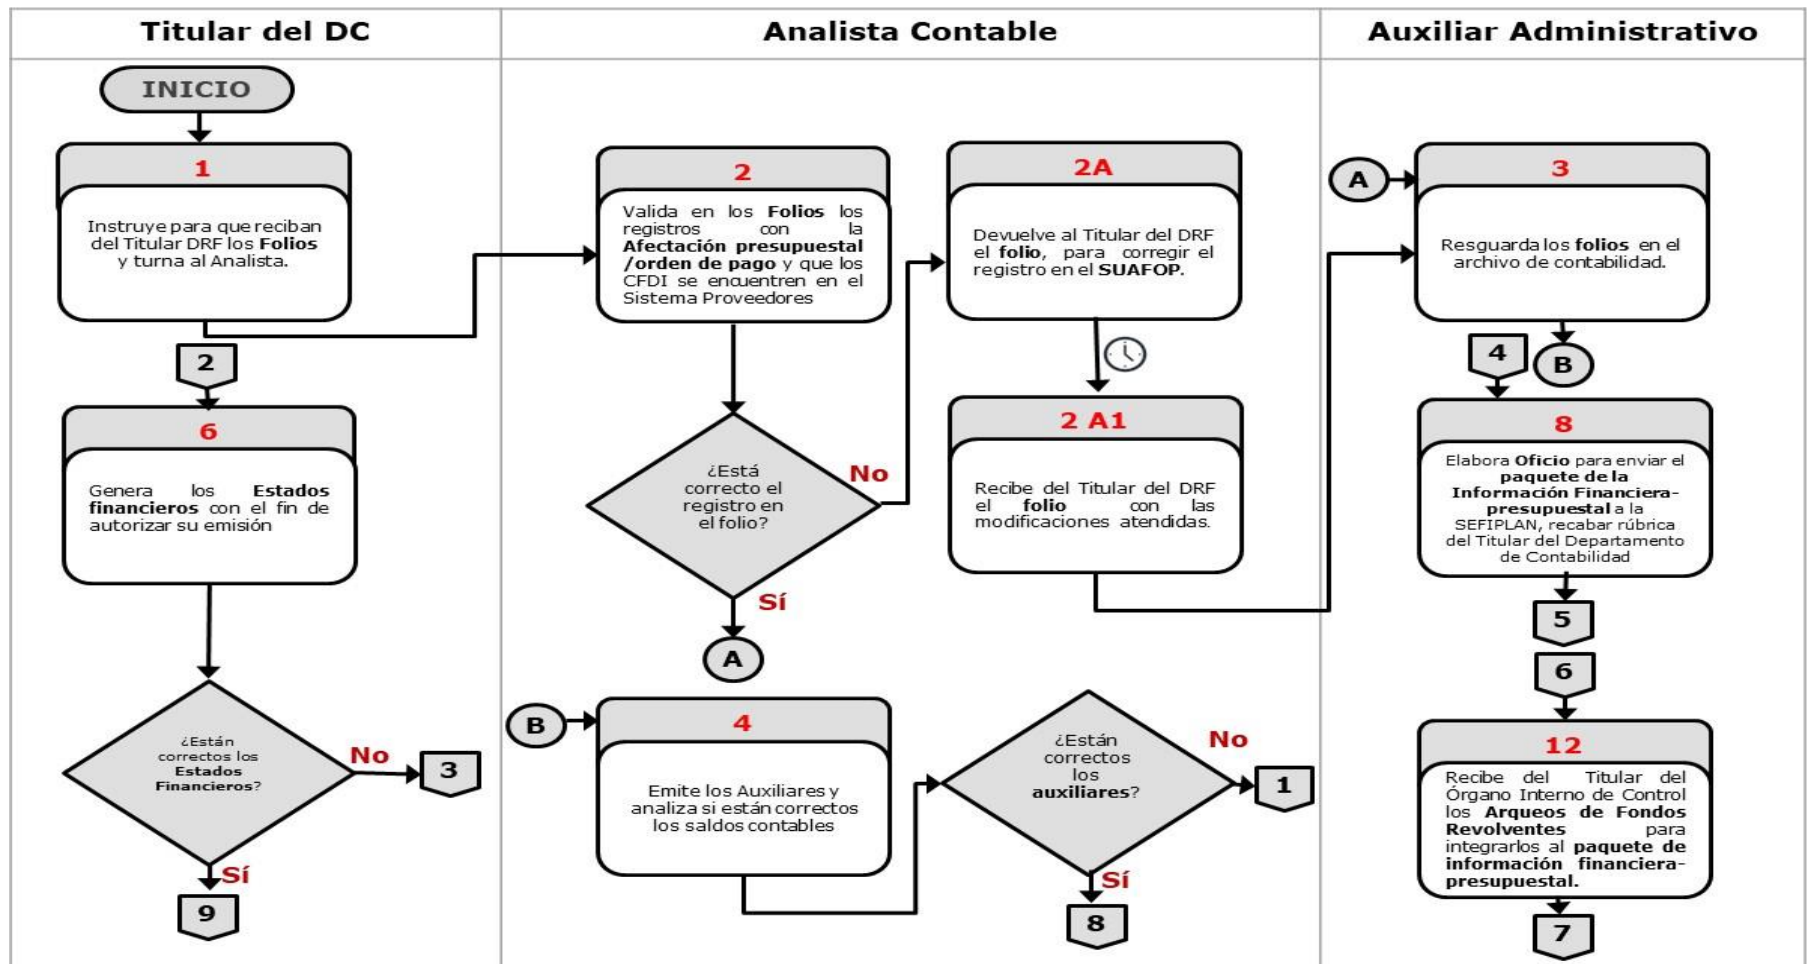 Titular del DC
Analista Contable
Auxiliar Administrativo
INICIO
1
Instruye para que reciban
del Titular DRF los Folios
y turna al Analista.
2
6
Genera los Estados
financieros con el fin de
autorizar su emisión
¿Están
correctos los
Estados
Financieros?
No
3
Sí
9
2
Valida en los Folios los
registros con la
Afectación presupuestal
/orden de pago y que los
CFDI se encuentren en el
Sistema Proveedores
¿Está
correcto el
registro en
el folio?
No
Sí
A
2A
Devuelve al Titular del DRF
el folio, para corregir el
registro en el SUAFOP.
2 A1
Recibe del Titular del DRF
el folio con las
modificaciones atendidas.
B
4
Emite los Auxiliares y
analiza si están correctos
los saldos contables
¿Están
correctos
los
auxiliares?
No
1
Sí
8
A
3
Resguarda los folios en el
archivo de contabilidad.
4
B
8
Elabora Oficio para enviar el
paquete de la
Información Financiera-
presupuestal a la
SEFIPLAN, recabar rúbrica
del Titular del Departamento
de Contabilidad
5
6
12
Recibe del Titular del
Órgano Interno de Control
los Arqueos de Fondos
Revolventes para
integrarlos al paquete de
información financiera-
presupuestal.
7